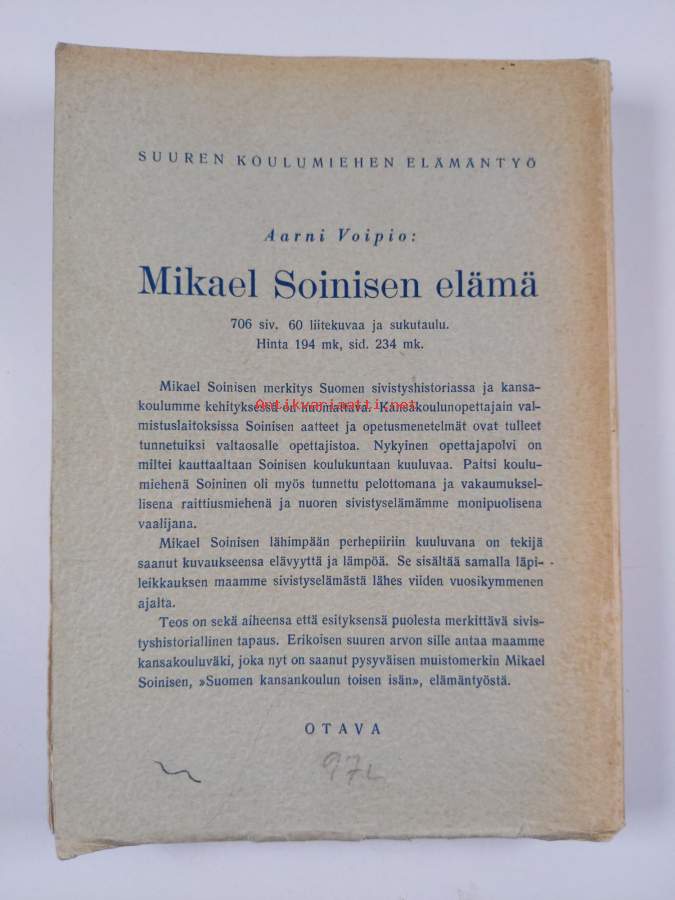 SUUREN KOULUMIEHEN ELÄMÄNTYÖ
Aarni Voipio:
Mikael Soinisen elämä
706 siv. 60 liitekuvaa ja sukutaulu.
Hinta 194 mk, sid. 234 mk.
Mikael Soinisen merkitys Suomen sivistyshistoriassa ja kansa-
koulumme kehityksessä on huomattava. Kansakoulunopettajain val-
Antikvariaatti.net
mistuslaitoksissa Soinisen aatteet ja opetusmenetelmät ovat tulleet
tunnetuiksi valtaosalle opettajistoa. Nykyinen opettajapolvi on
miltei kauttaaltaan Soinisen koulukuntaan kuuluvaa. Paitsi koulu-
miehenä Soininen oli myös tunnettu pelottomana ja vakaumuksel-
lisena raittiusmiehenä ja nuoren sivistyselämämme monipuolisena
vaalijana.
Mikael Soinisen lähimpään perhepiiriin kuuluvana on tekijä
saanut kuvaukseensa elävyyttä ja lämpöä. Se sisältää samalla läpi-
leikkauksen maamme sivistyselämästä lähes viiden vuosikymmenen
ajalta.
Teos on sekä aiheensa että esityksensä puolesta merkittävä sivis-
tyshistoriallinen tapaus. Erikoisen suuren arvon sille antaa maamme
kansakouluväki, joka nyt on saanut pysyväisen muistomerkin Mikael
Soinisen, »Suomen kansankoulun toisen isän», elämäntyöstä.
OTAVA